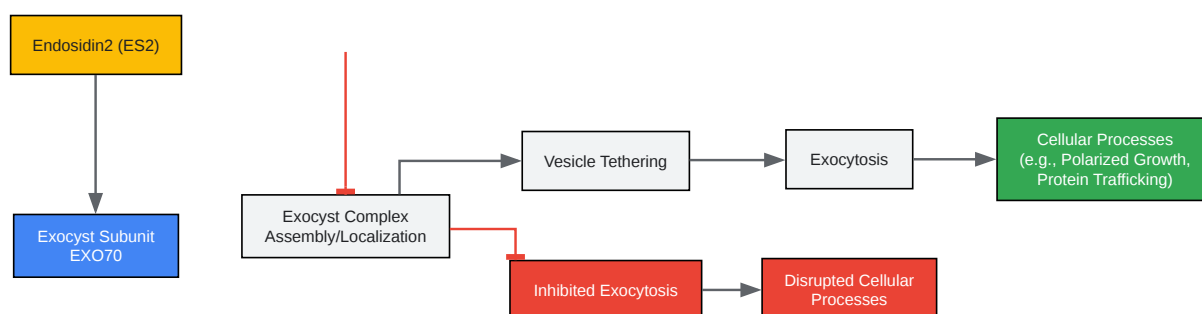 Endosidin2 (ES2)
Exocyst Subunit
EXO70
Exocyst Complex
Assembly/Localization
Vesicle Tethering
Exocytosis
Cellular Processes
(e.g., Polarized Growth,
Protein Trafficking)
Inhibited Exocytosis
Disrupted Cellular
Processes